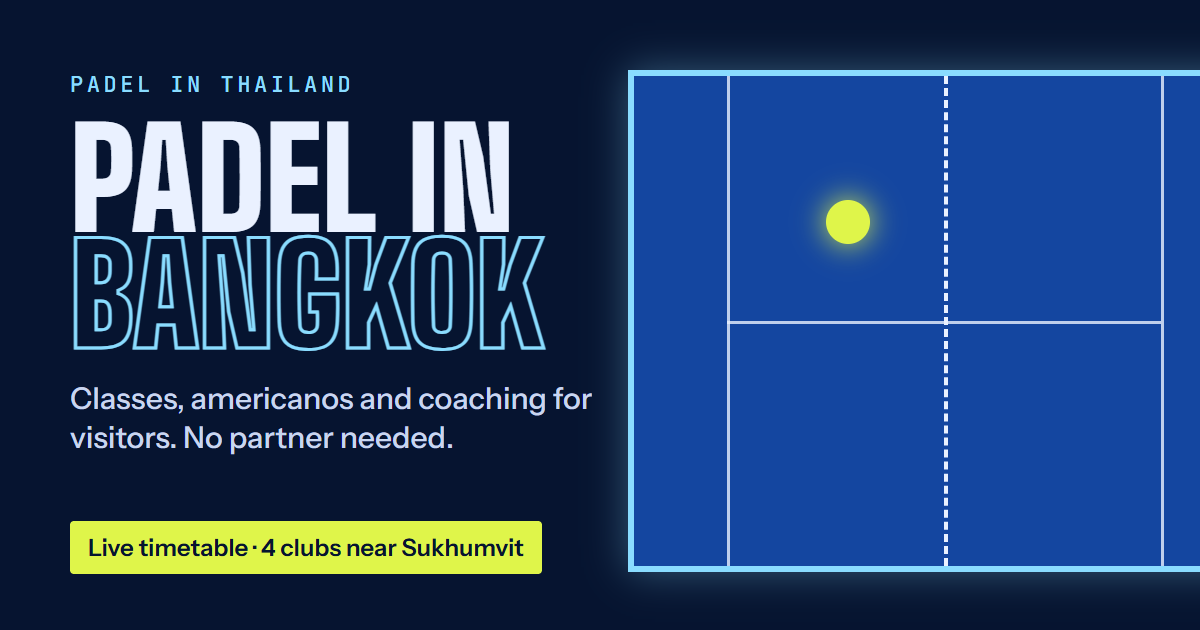 PADEL IN THAILAND
PADEL IN
BANGKOK
Classes, americanos and coaching for
visitors. No partner needed.
Live timetable · 4 clubs near Sukhumvit